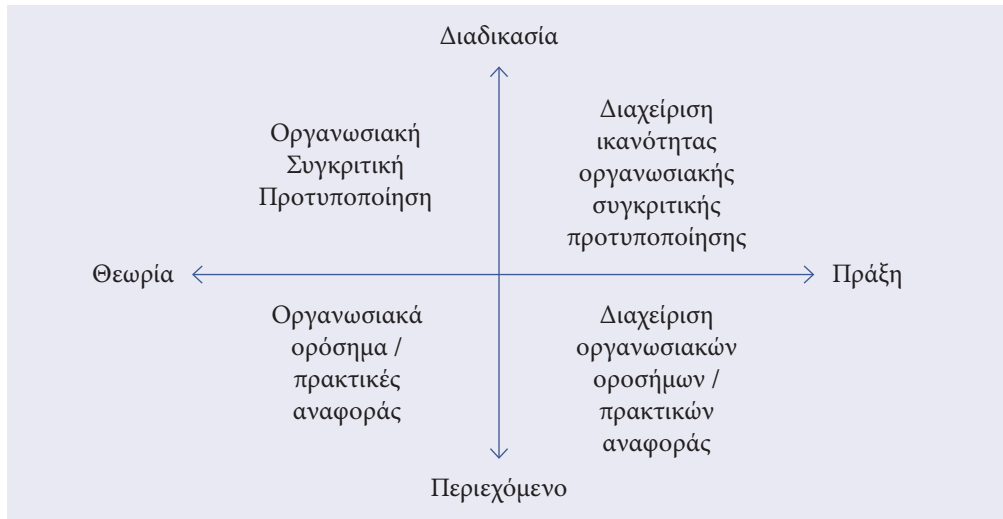 Διαδικασία
Οργανωσιακή
Συγκριτική
Προτυποποίηση
Διαχείριση
ικανότητας
οργανωσιακής
συγκριτικής
προτυποποίησης
Θεωρία
Πράξη
Οργανωσιακά
ορόσημα /
πρακτικές
αναφοράς
Διαχείριση
οργανωσιακών
οροσήμων /
πρακτικών
αναφοράς
Περιεχόμενο